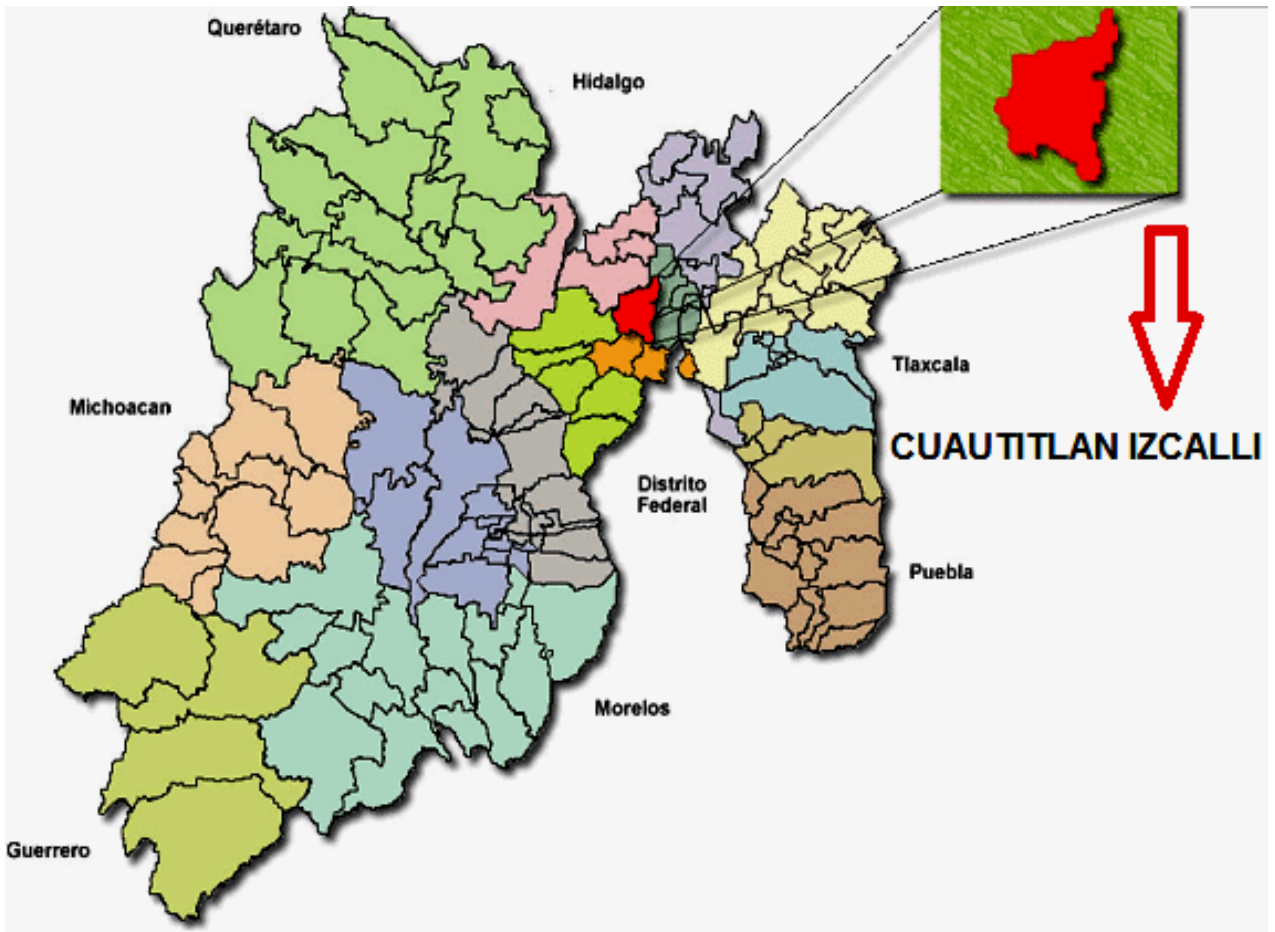 Querétaro
Hidalgo
Tlaxcala
Michoacan
CUAUTITLAN IZCALLI
Distrito
Federal
Puebla
Morelos
Guerrero